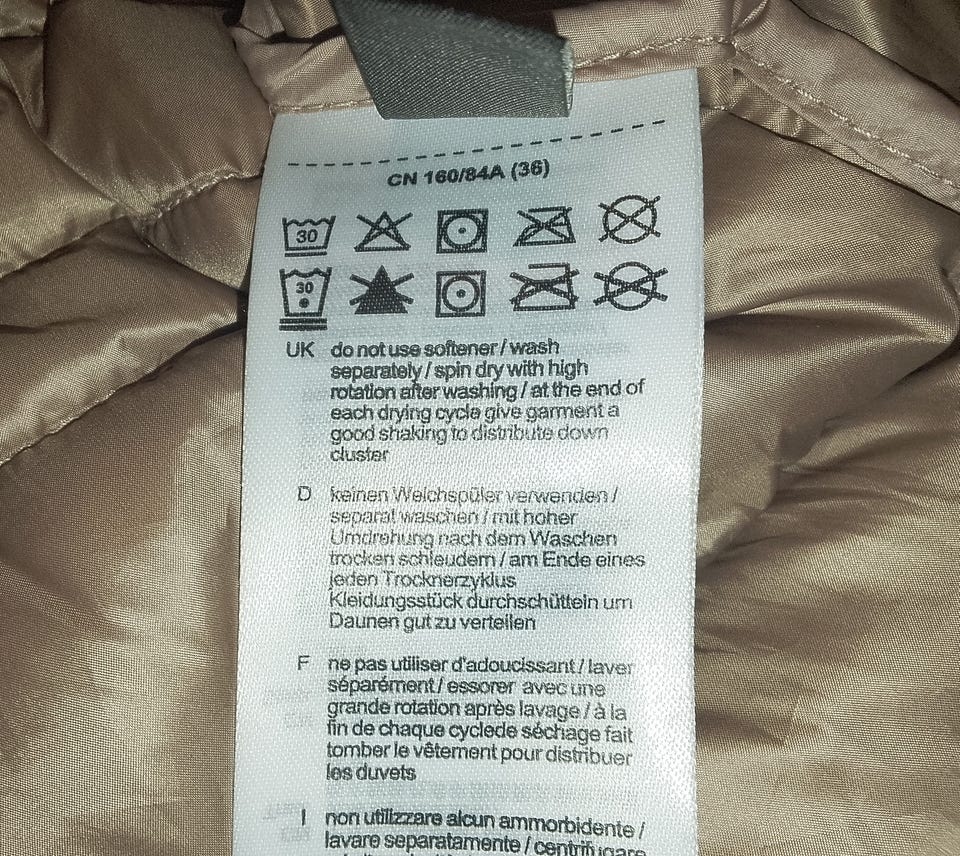 CN 160/84A (36)
30
30
UK do not use softener / wash
separately / spin dry with high
rotation after washing / at the end of
each drying cycle give garment a
good shaking to distribute down
cluster
D keinen Weichspüler verwenden /
separat waschen / mit hoher
Umdrehung nach dem Waschen
trocken schleudern / am Ende eines
jeden Trocknerzyklus
Kleidungsstück durchschütteln um
Daunen gut zu verteilen
F ne pas utiliser d'adoucissant / laver
séparément / essorer avec une
grande rotation après lavage / à la
fin de chaque cyclede séchage fait
tomber le vêtement pour distribuer
les duvets
I non utilizzare alcun ammorbidente /
lavare separatamente / centrifugare